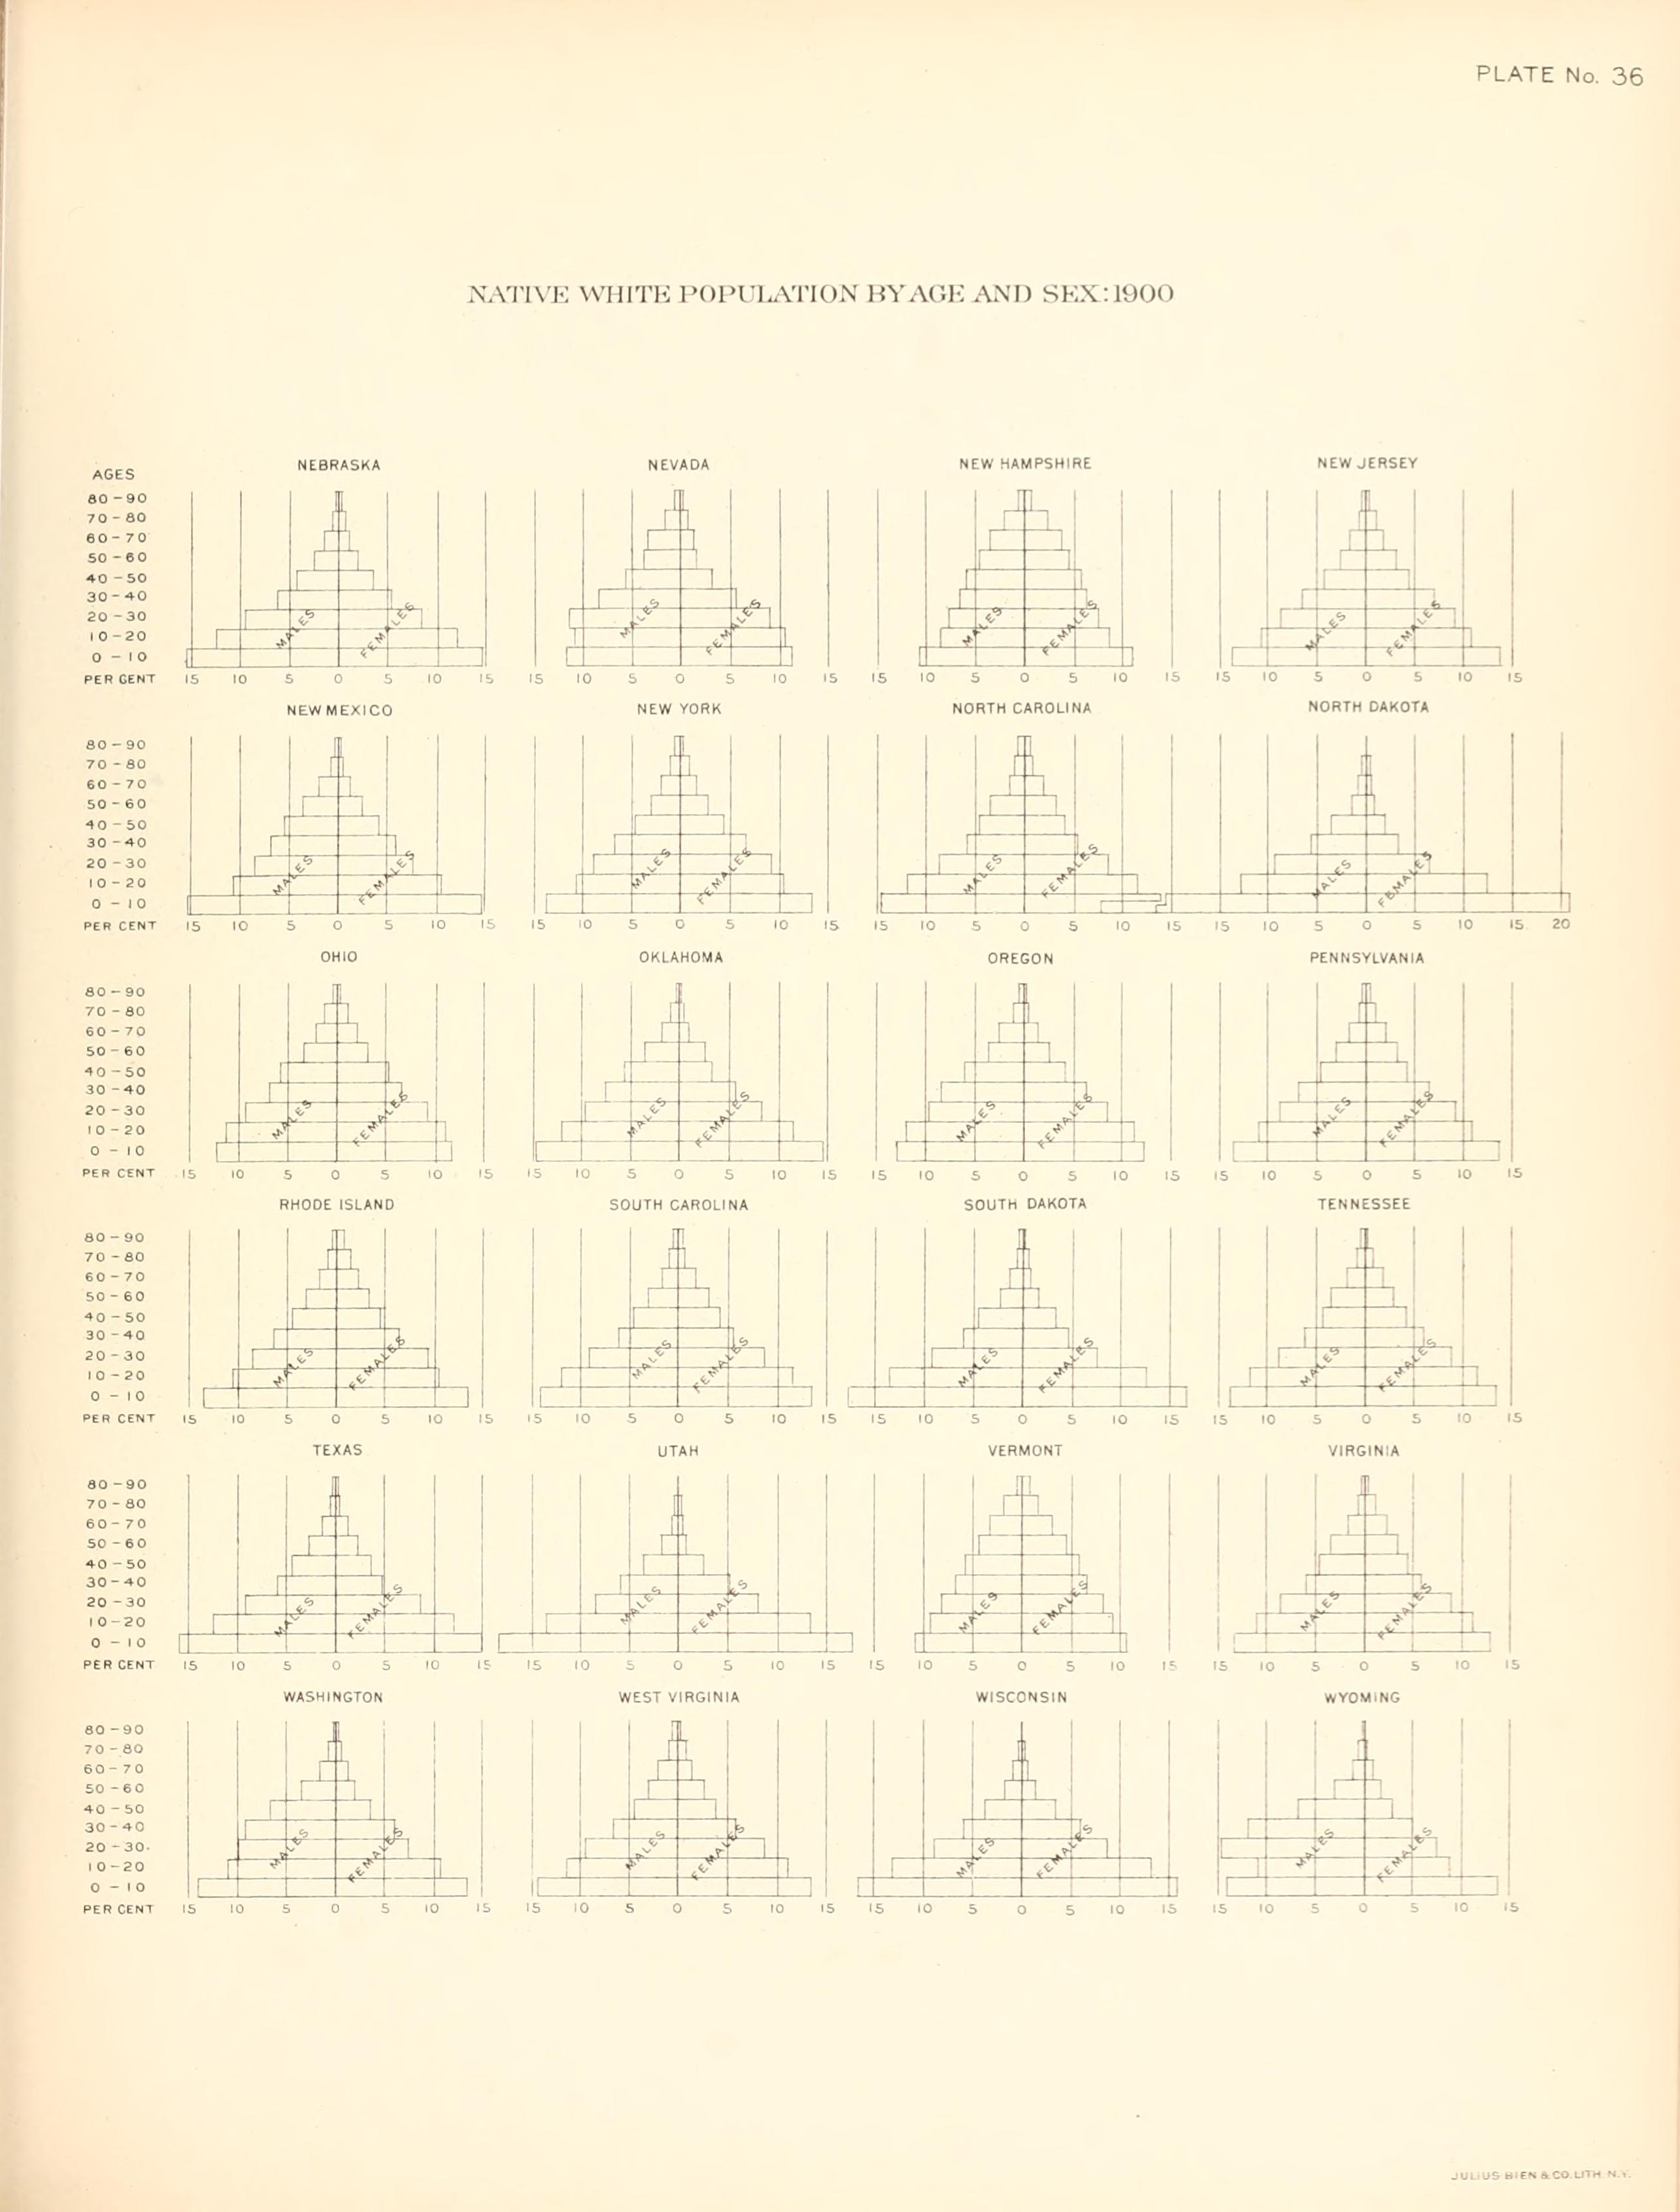 PLATE No. 36
NATIVE WHITE POPULATION BY AGE AND SEX: 1900
AGES NEBRASKA NEVADA NEW HAMPSHIRE NEW JERSEY
80-90
70-80
60-70
50-60
40-50
30-40
20-30 MALES FEMALES MALES FEMALES MALES FEMALES MALES FEMALES
10-20
0-10
PER CENT 15 10 5 0 5 10 15 15 10 5 0 5 10 15 15 10 5 0 5 10 15 15 10 5 0 5 10 15
NEW MEXICO NEW YORK NORTH CAROLINA NORTH DAKOTA
80-90
70-80
60-70
50-60
40-50
30-40
20-30 MALES FEMALES MALES FEMALES MALES FEMALES MALES FEMALES
10-20
0-10
PER CENT 15 10 5 0 5 10 15 15 10 5 0 5 10 15 15 10 5 0 5 10 15 15 10 5 0 5 10 15 20
OHIO OKLAHOMA OREGON PENNSYLVANIA
80-90
70-80
60-70
50-60
40-50
30-40
20-30 MALES FEMALES MALES FEMALES MALES FEMALES MALES FEMALES
10-20
0-10
PER CENT 15 10 5 0 5 10 15 15 10 5 0 5 10 15 15 10 5 0 5 10 15 15 10 5 0 5 10 15
RHODE ISLAND SOUTH CAROLINA SOUTH DAKOTA TENNESSEE
80-90
70-80
60-70
50-60
40-50
30-40
20-30 MALES FEMALES MALES FEMALES MALES FEMALES MALES FEMALES
10-20
0-10
PER CENT 15 10 5 0 5 10 15 15 10 5 0 5 10 15 15 10 5 0 5 10 15 15 10 5 0 5 10 15
TEXAS UTAH VERMONT VIRGINIA
80-90
70-80
60-70
50-60
40-50
30-40
20-30 MALES FEMALES MALES FEMALES MALES FEMALES MALES FEMALES
10-20
0-10
PER CENT 15 10 5 0 5 10 15 15 10 5 0 5 10 15 15 10 5 0 5 10 15 15 10 5 0 5 10 15
WASHINGTON WEST VIRGINIA WISCONSIN WYOMING
80-90
70-80
60-70
50-60
40-50
30-40
20-30. MALES FEMALES MALES FEMALES MALES FEMALES MALES FEMALES
10-20
0-10
PER CENT 15 10 5 0 5 10 15 15 10 5 0 5 10 15 15 10 5 0 5 10 15 15 10 5 0 5 10 15
JULIUS BIEN & CO. LITH. N.Y.